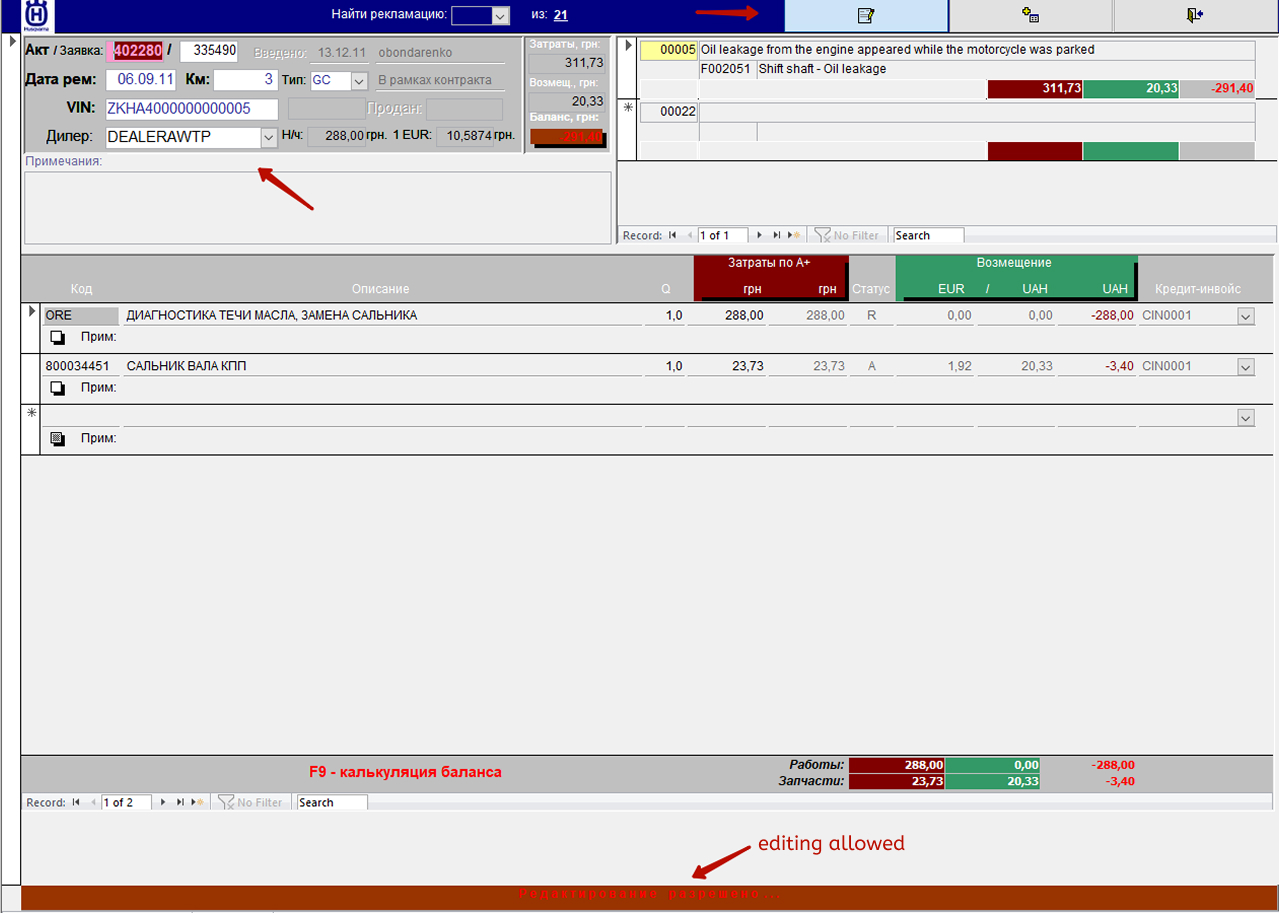 Husqvarna
Найти рекламацию: из: 21
Акт / Заявка: 402280 / 335490 Введено: 13.12.11 obondarenko
Дата рем: 06.09.11 Км: 3 Тип: GC В рамках контракта
VIN: ZKHA4000000000005 Продан:
Дилер: DEALERAWTP Н/ч: 288,00 грн. 1 EUR: 10,5874 грн.
Затраты, грн:
311,73
Возмещ., грн:
20,33
Баланс, грн:
-291,40
Примечания:
00005 Oil leakage from the engine appeared while the motorcycle was parked
F002051 Shift shaft - Oil leakage
311,73 20,33 -291,40
00022
Record: 1 of 1 No Filter Search
Затраты по А+ Возмещение
Код Описание Q грн грн Статус EUR / UAH UAH Кредит-инвойс
ORE ДИАГНОСТИКА ТЕЧИ МАСЛА, ЗАМЕНА САЛЬНИКА 1,0 288,00 288,00 R 0,00 0,00 -288,00 CIN0001
Прим:
800034451 САЛЬНИК ВАЛА КПП 1,0 23,73 23,73 A 1,92 20,33 -3,40 CIN0001
Прим:
Прим:
F9 - калькуляция баланса
Работы: 288,00 0,00 -288,00
Запчасти: 23,73 20,33 -3,40
Record: 1 of 2 No Filter Search
editing allowed
Редактирование разрешено...